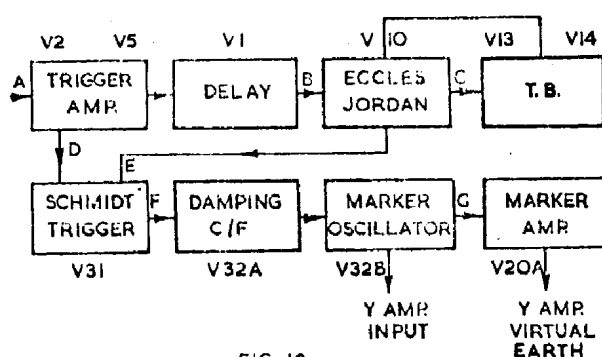 V2 V5 V1 V 10 V13 V14
A TRIGGER AMP. DELAY B ECCLES JORDAN C T.B.
D E
SCHMIDT TRIGGER F DAMPING C/F MARKER OSCILLATOR G MARKER AMP.
V31 V32A V32B V20A
Y AMP. INPUT
Y AMP. VIRTUAL EARTH